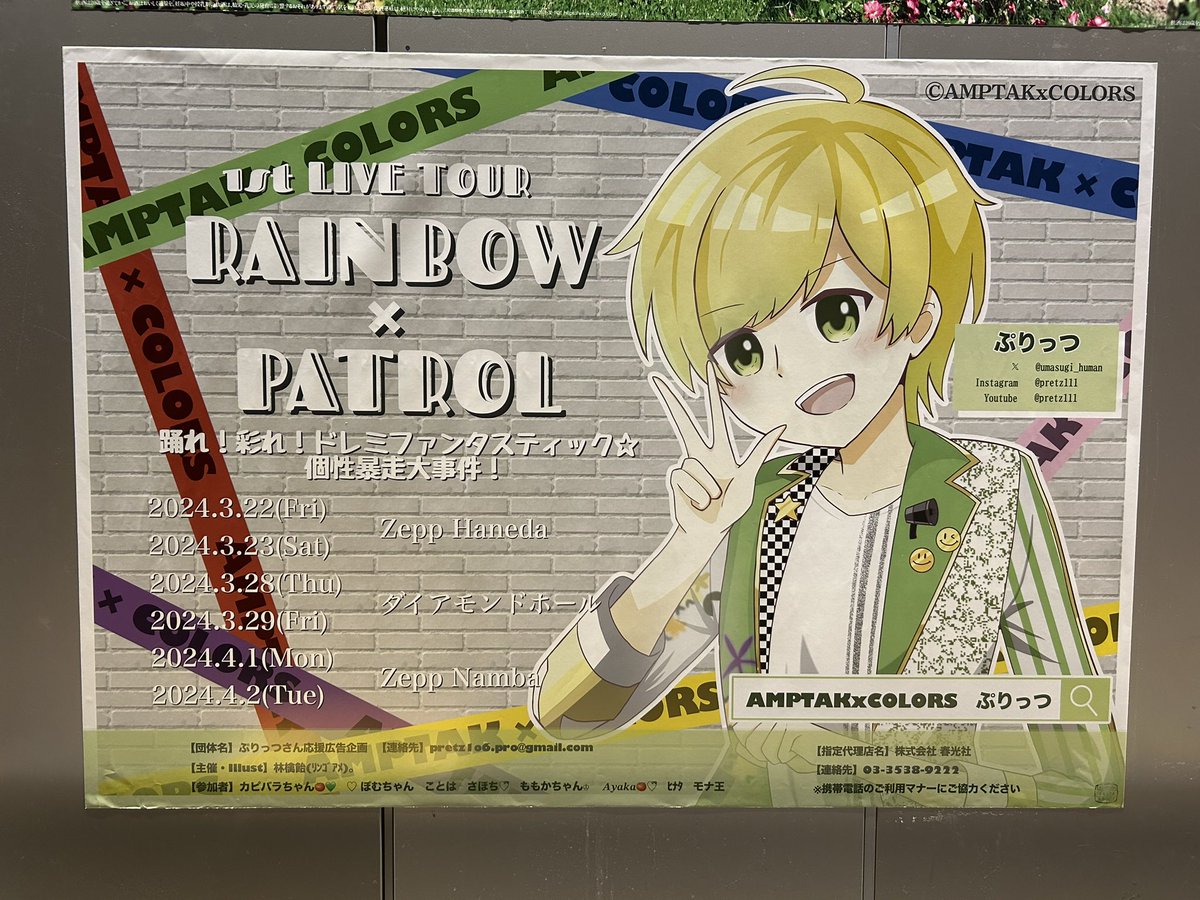 ©AMPTAKxCOLORS
AMPTAK × COLORS
1st LIVE TOUR
RAINBOW
×
PATROL
踊れ！彩れ！ドレミファンタスティック☆
個性暴走大事件！
2024.3.22(Fri)
2024.3.23(Sat)
Zepp Haneda
2024.3.28(Thu)
2024.3.29(Fri)
ダイアモンドホール
2024.4.1(Mon)
2024.4.2(Tue)
Zepp Namba
ぷりっつ
𝕏 @umasugi_human
Instagram @pretz111
Youtube @pretz111
AMPTAKxCOLORS ぷりっつ
【団体名】ぷりっつさん応援広告企画 【連絡先】pretz106.pro@gmail.com
【主催・Illust】林檎飴(ﾘﾝｺﾞｱﾒ)。
【参加者】カピバラちゃん🍅💚 ♡ぽむちゃん ことは さほち♡ ももかちゃん Ayaka🍅♡ ﾋﾅﾀ モナ王
【指定代理店名】株式会社 春光社
【連絡先】03-3538-9222
※携帯電話のご利用マナーにご協力ください